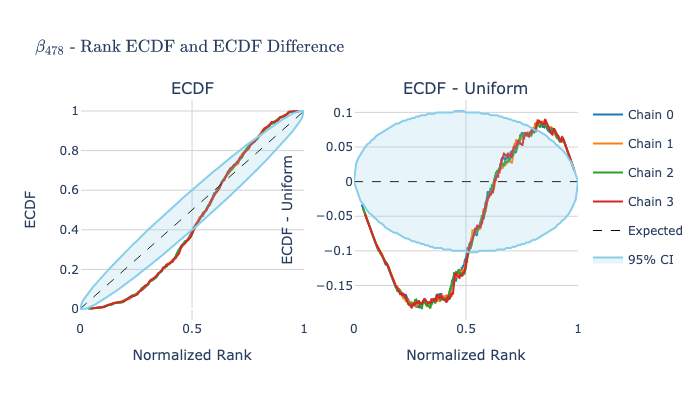 β478 - Rank ECDF and ECDF Difference
ECDF
ECDF - Uniform
1
0.8
0.6
0.4
0.2
0
0
0.5
1
ECDF
Normalized Rank
0.1
0.05
0
−0.05
−0.1
−0.15
0
0.5
1
ECDF - Uniform
Normalized Rank
Chain 0
Chain 1
Chain 2
Chain 3
Expected
95% CI